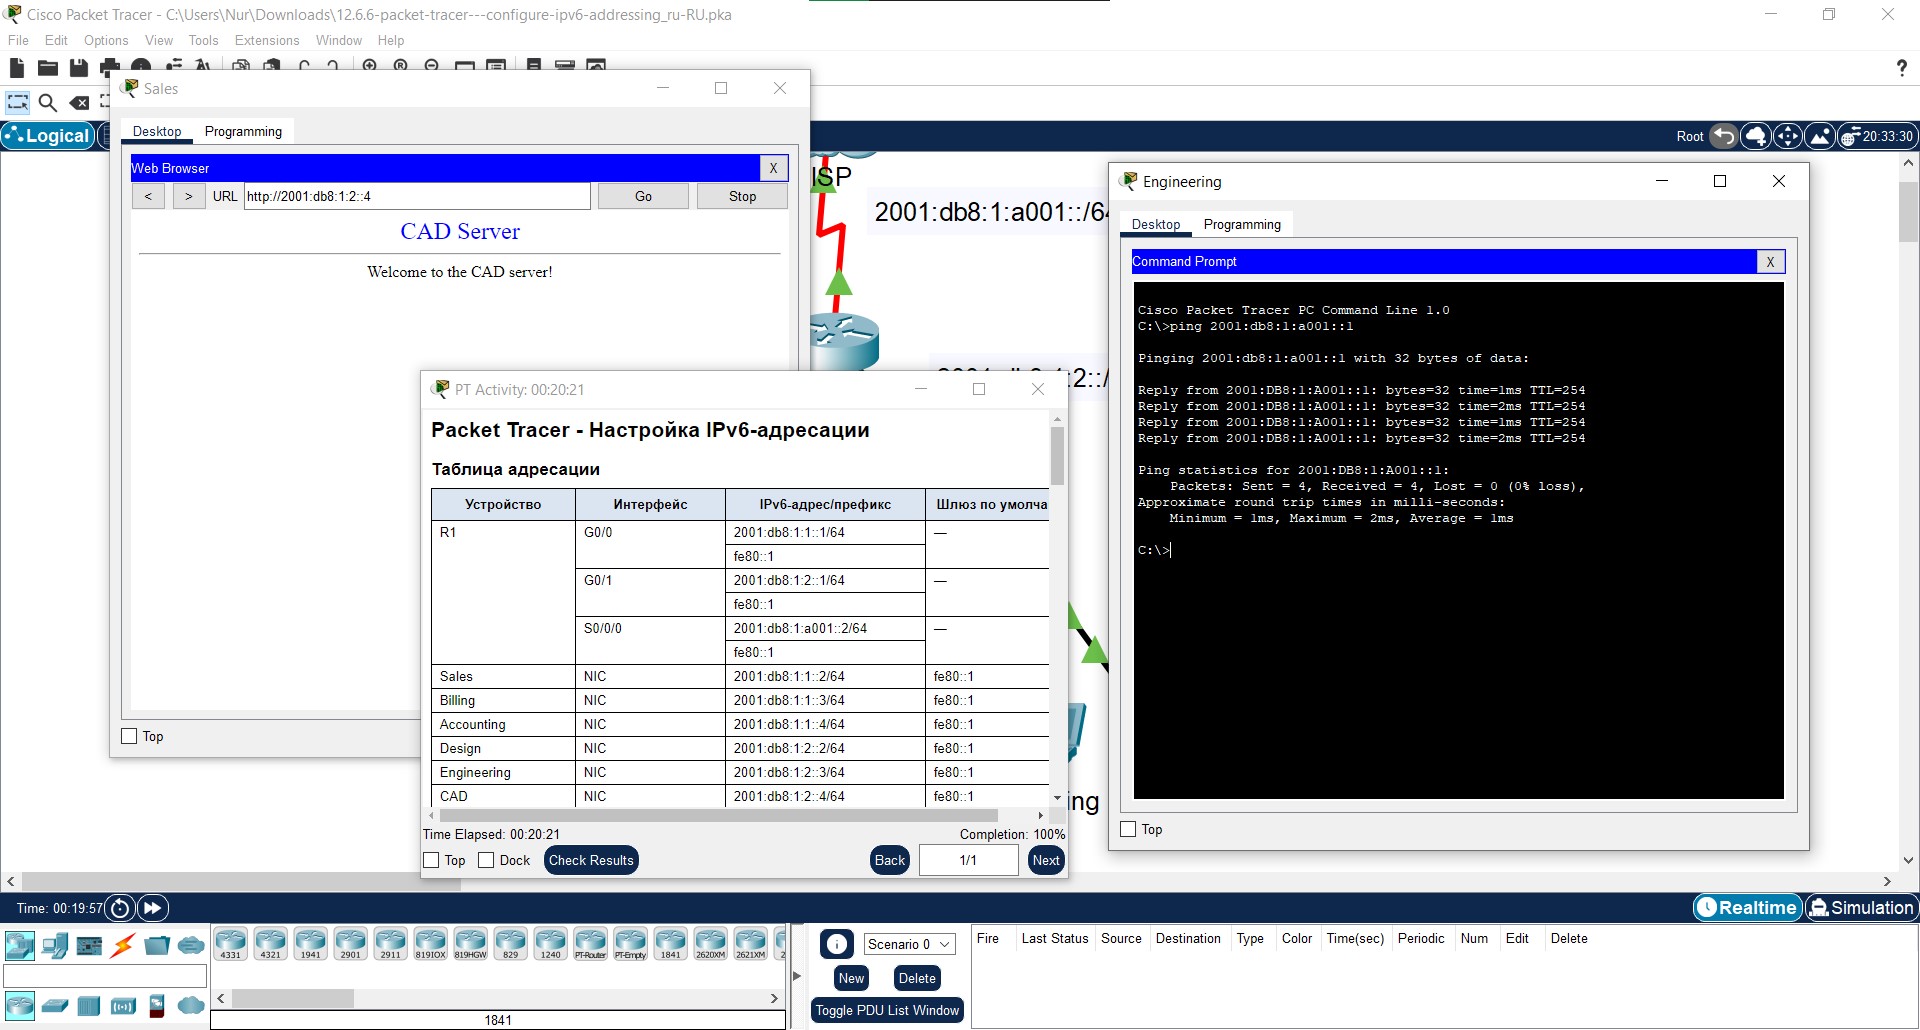 Cisco Packet Tracer - C:\Users\Nur\Downloads\12.6.6-packet-tracer---configure-ipv6-addressing_ru-RU.pka
File Edit Options View Tools Extensions Window Help
?
Logical
Root
20:33:30
Sales
Desktop Programming
Web Browser X
< > URL http://2001:db8:1:2::4 Go Stop
CAD Server
Welcome to the CAD server!
Top
ISP
2001:db8:1:a001::/64
:2::/
ing
PT Activity: 00:20:21
Packet Tracer - Настройка IPv6-адресации
Таблица адресации
Устройство Интерфейс IPv6-адрес/префикс Шлюз по умолча
R1 G0/0 2001:db8:1:1::1/64 —
fe80::1
G0/1 2001:db8:1:2::1/64 —
fe80::1
S0/0/0 2001:db8:1:a001::2/64 —
fe80::1
Sales NIC 2001:db8:1:1::2/64 fe80::1
Billing NIC 2001:db8:1:1::3/64 fe80::1
Accounting NIC 2001:db8:1:1::4/64 fe80::1
Design NIC 2001:db8:1:2::2/64 fe80::1
Engineering NIC 2001:db8:1:2::3/64 fe80::1
CAD NIC 2001:db8:1:2::4/64 fe80::1
Time Elapsed: 00:20:21 Completion: 100%
Top Dock Check Results Back 1/1 Next
Engineering
Desktop Programming
Command Prompt X
Cisco Packet Tracer PC Command Line 1.0
C:\>ping 2001:db8:1:a001::1
Pinging 2001:db8:1:a001::1 with 32 bytes of data:
Reply from 2001:DB8:1:A001::1: bytes=32 time=1ms TTL=254
Reply from 2001:DB8:1:A001::1: bytes=32 time=2ms TTL=254
Reply from 2001:DB8:1:A001::1: bytes=32 time=1ms TTL=254
Reply from 2001:DB8:1:A001::1: bytes=32 time=2ms TTL=254
Ping statistics for 2001:DB8:1:A001::1:
Packets: Sent = 4, Received = 4, Lost = 0 (0% loss),
Approximate round trip times in milli-seconds:
Minimum = 1ms, Maximum = 2ms, Average = 1ms
C:\>
Top
Time: 00:19:57
Realtime Simulation
4331 4321 1941 2901 2911 819IOX 819HGW 829 1240 PT-Router PT-Empty 1841 2620XM 2621XM 2
1841
Scenario 0
New Delete
Toggle PDU List Window
Fire Last Status Source Destination Type Color Time(sec) Periodic Num Edit Delete